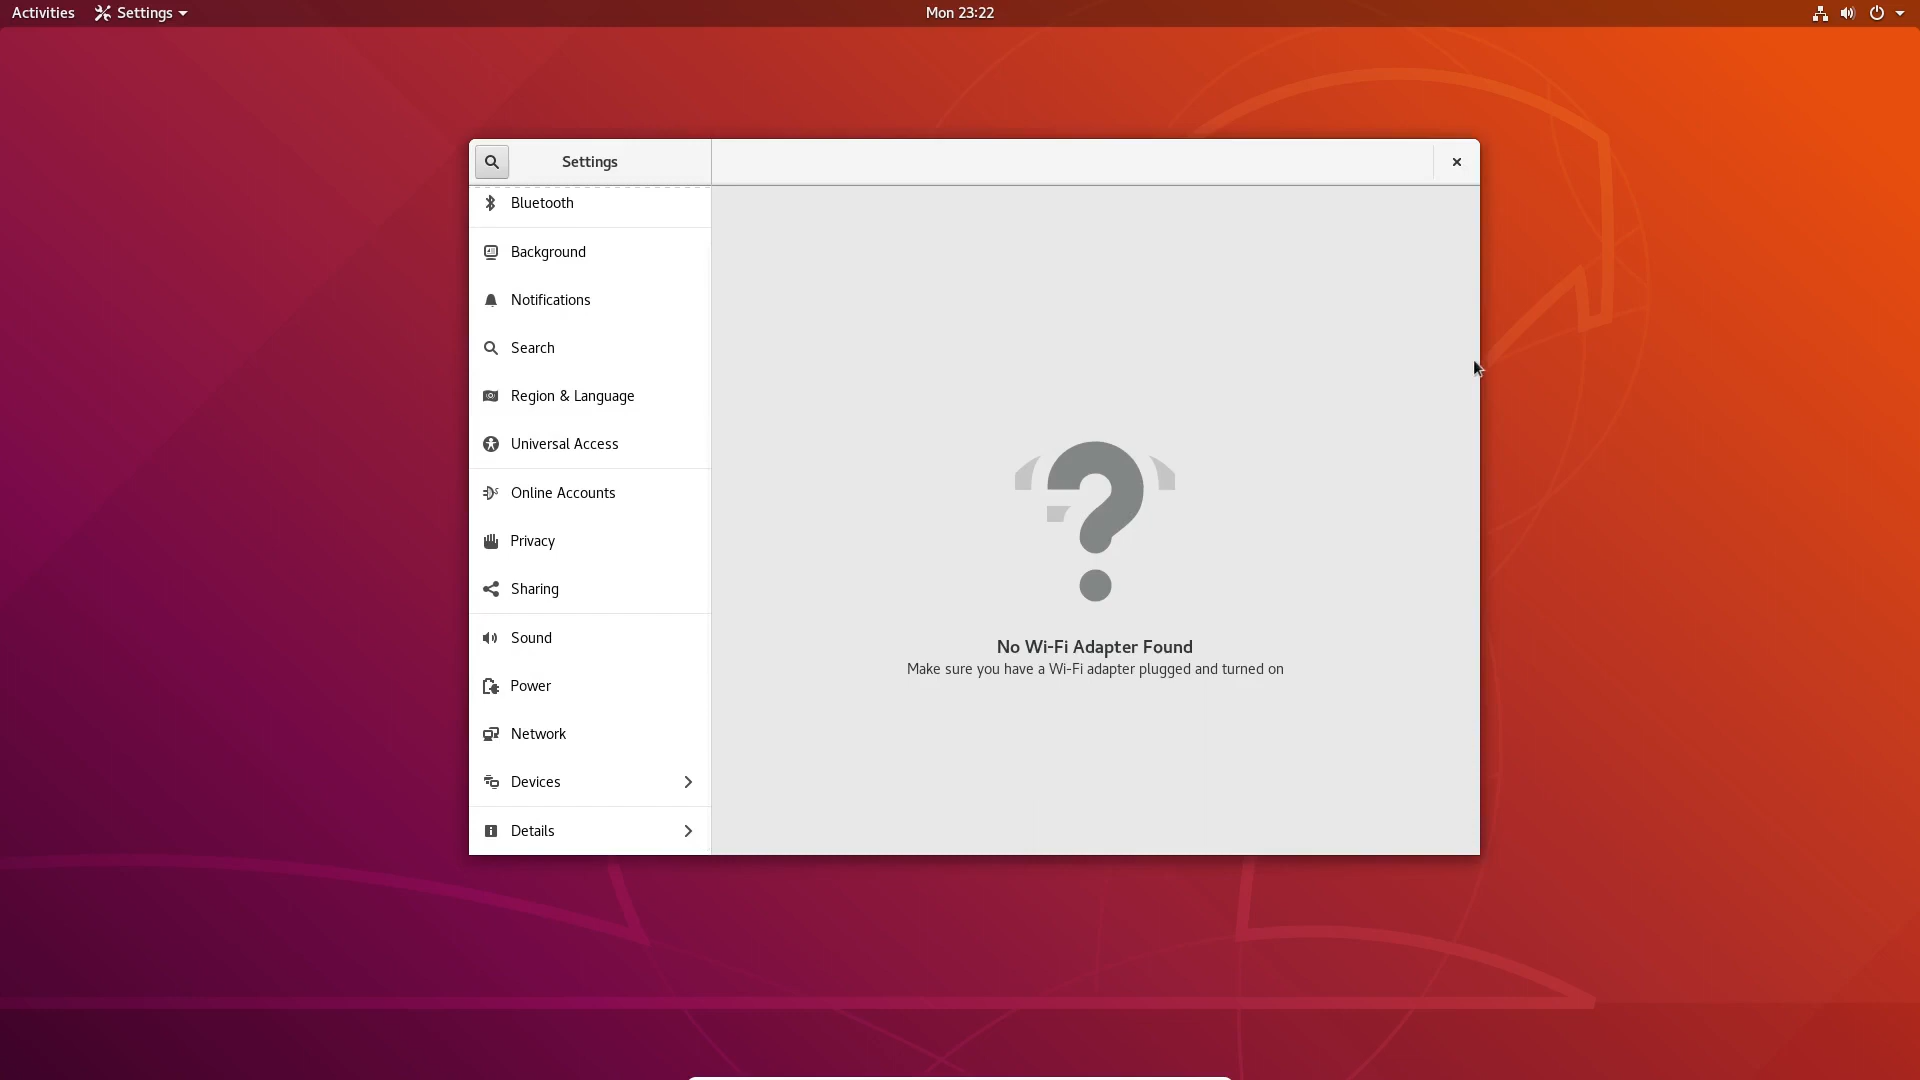 Activities
Settings
Mon 23:22
Settings
Bluetooth
Background
Notifications
Search
Region & Language
Universal Access
Online Accounts
Privacy
Sharing
Sound
Power
Network
Devices
Details
No Wi-Fi Adapter Found
Make sure you have a Wi-Fi adapter plugged and turned on